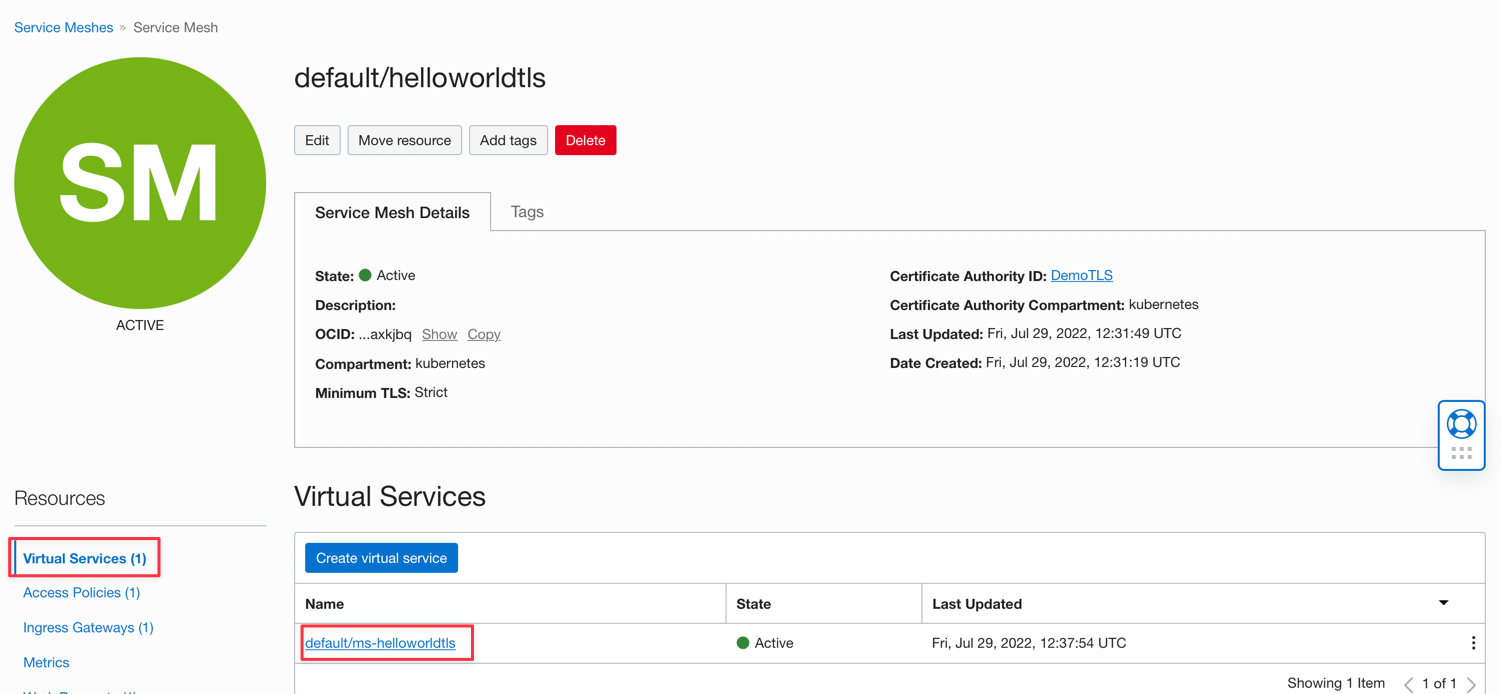 Service Meshes » Service Mesh
SM
ACTIVE
default/helloworldtls
Edit Move resource Add tags Delete
Service Mesh Details Tags
State: Active
Description:
OCID: ...axkjbq Show Copy
Compartment: kubernetes
Minimum TLS: Strict
Certificate Authority ID: DemoTLS
Certificate Authority Compartment: kubernetes
Last Updated: Fri, Jul 29, 2022, 12:31:49 UTC
Date Created: Fri, Jul 29, 2022, 12:31:19 UTC
Resources
Virtual Services (1)
Access Policies (1)
Ingress Gateways (1)
Metrics
Virtual Services
Create virtual service
Name State Last Updated
default/ms-helloworldtls Active Fri, Jul 29, 2022, 12:37:54 UTC
Showing 1 Item 1 of 1